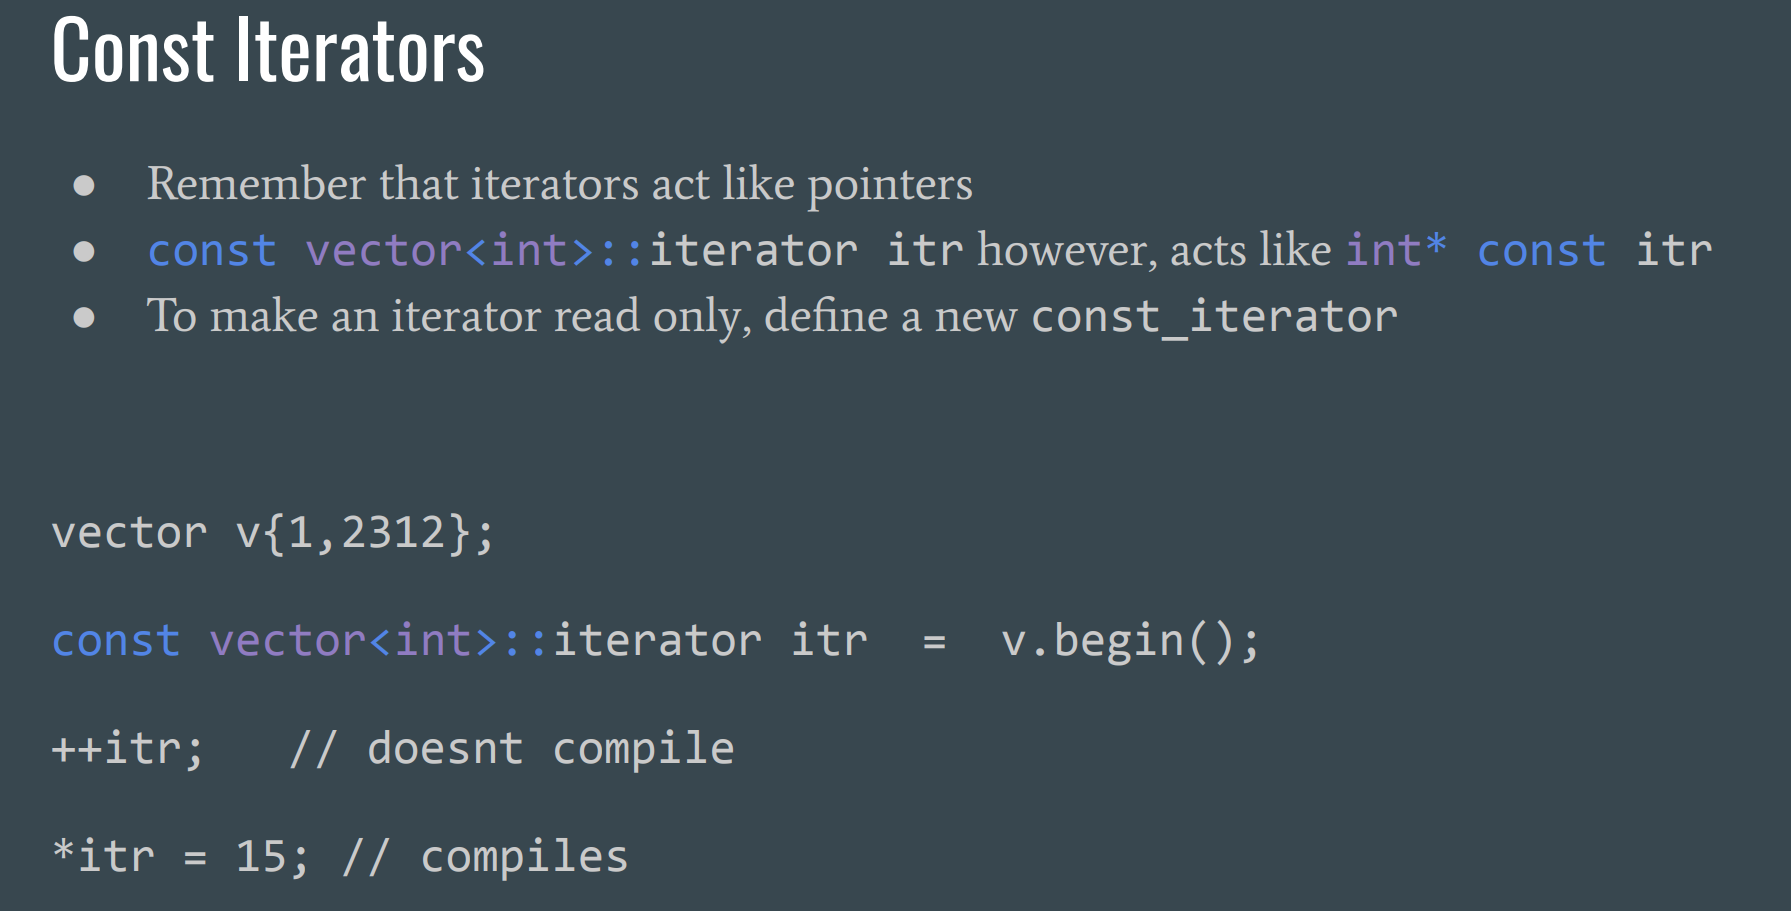 Const Iterators
● Remember that iterators act like pointers
● const vector<int>::iterator itr however, acts like int* const itr
● To make an iterator read only, define a new const_iterator
vector v{1,2312};
const vector<int>::iterator itr  =  v.begin();
++itr;   // doesnt compile
*itr = 15; // compiles